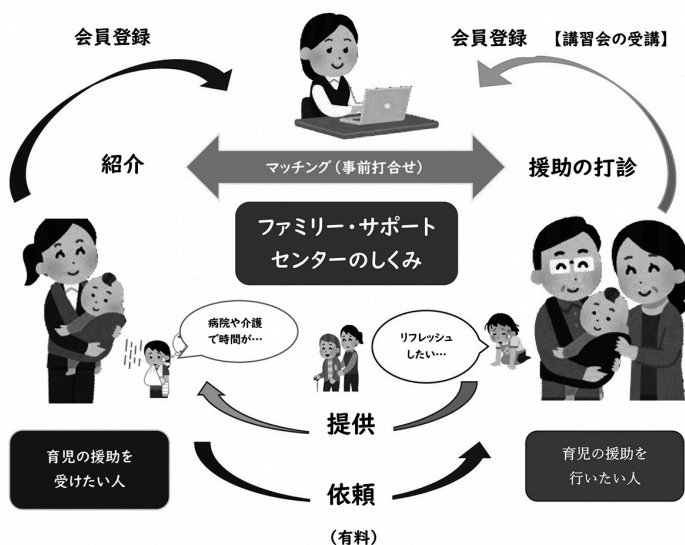 会員登録
会員登録 【講習会の受講】
紹介
マッチング(事前打合せ)
援助の打診
ファミリー・サポート
センターのしくみ
病院や介護
で時間が…
リフレッシュ
したい…
提供
育児の援助を
受けたい人
育児の援助を
行いたい人
依頼
(有料)